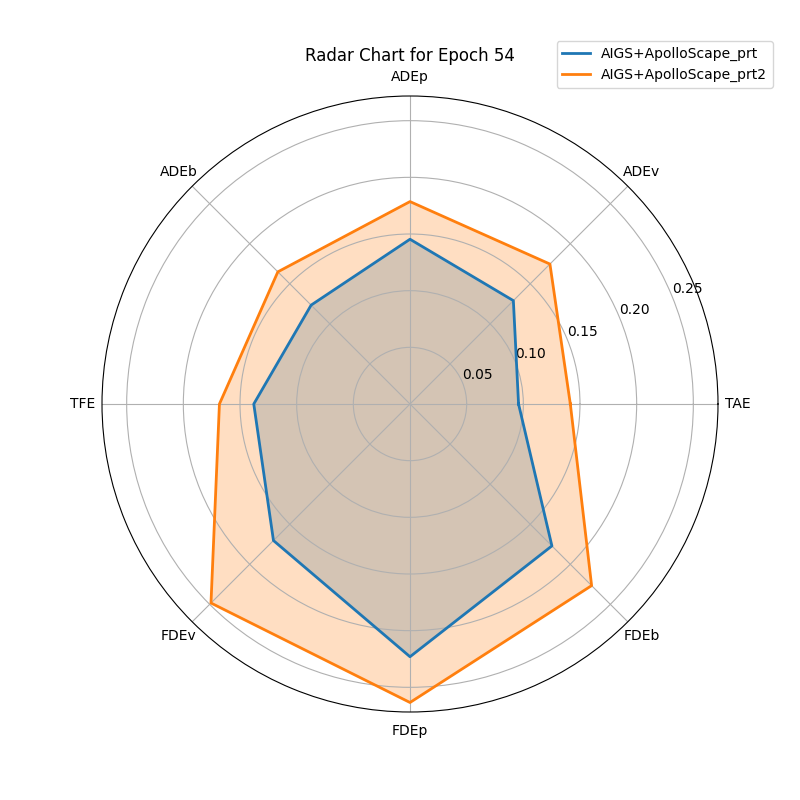 Radar Chart for Epoch 54
AIGS+ApolloScape_prt
AIGS+ApolloScape_prt2
ADEp
ADEb
ADEv
0.25
0.20
0.15
0.10
0.05
TFE
TAE
FDEv
FDEb
FDEp